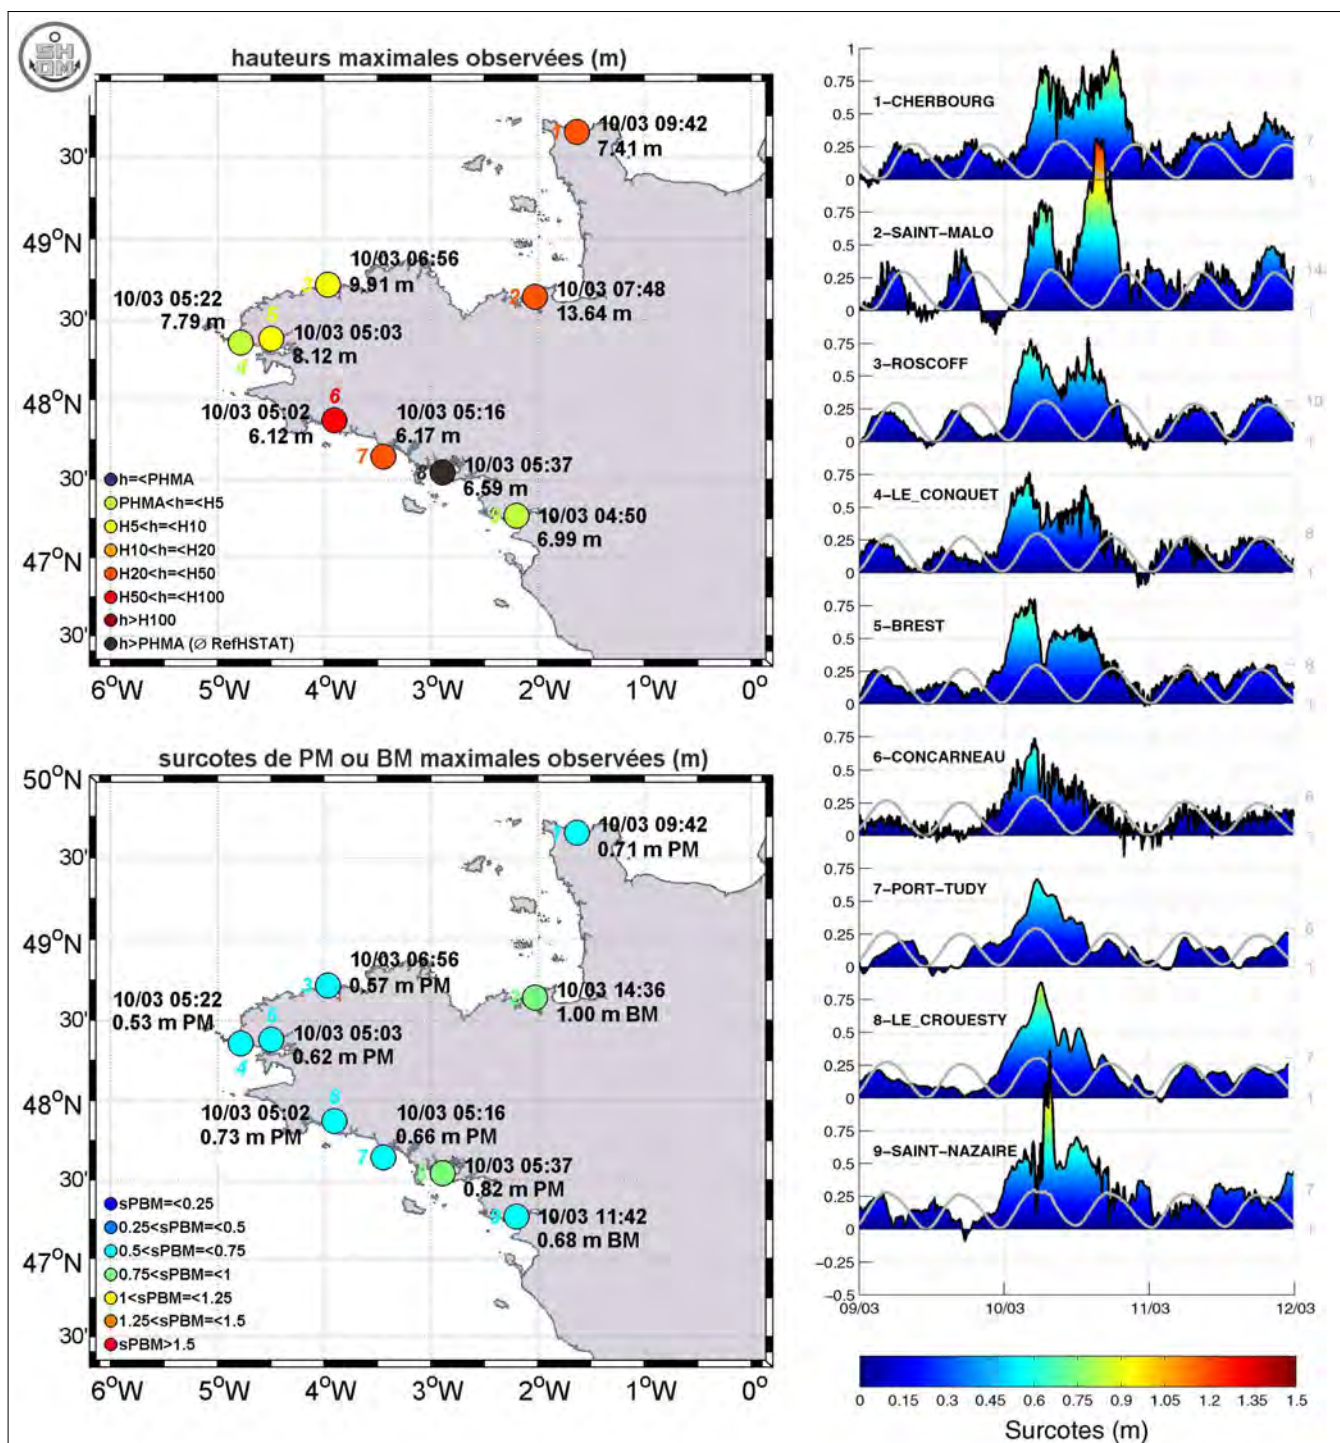 SHOM
hauteurs maximales observées (m)
10/03 09:42
7.41 m
1
30'
49°N
10/03 06:56
9.91 m
3
10/03 05:22
7.79 m
2
10/03 07:48
13.64 m
30'
5
10/03 05:03
8.12 m
4
48°N
6
10/03 05:02
6.12 m
10/03 05:16
6.17 m
7
8
10/03 05:37
6.59 m
30'
9
10/03 04:50
6.99 m
47°N
30'
h=<PHMA
PHMA<h=<H5
H5<h=<H10
H10<h=<H20
H20<h=<H50
H50<h=<H100
h>H100
h>PHMA (∅ RefHSTAT)
6°W 5°W 4°W 3°W 2°W 1°W 0°
surcotes de PM ou BM maximales observées (m)
50°N
10/03 09:42
0.71 m PM
1
30'
49°N
10/03 06:56
0.57 m PM
3
10/03 05:22
0.53 m PM
2
10/03 14:36
1.00 m BM
30'
5
10/03 05:03
0.62 m PM
4
48°N
6
10/03 05:02
0.73 m PM
10/03 05:16
0.66 m PM
7
8
10/03 05:37
0.82 m PM
30'
9
10/03 11:42
0.68 m BM
47°N
30'
sPBM=<0.25
0.25<sPBM=<0.5
0.5<sPBM=<0.75
0.75<sPBM=<1
1<sPBM=<1.25
1.25<sPBM=<1.5
sPBM>1.5
6°W 5°W 4°W 3°W 2°W 1°W 0°
1
0.75
1-CHERBOURG
0.5
7
0.25
0
0.75
2-SAINT-MALO
0.5
0.25
0
1
0.75
3-ROSCOFF
0.5
10
0.25
0
1
0.75
4-LE_CONQUET
0.5
8
0.25
0
1
0.75
5-BREST
0.5
8
0.25
0
1
0.75
6-CONCARNEAU
0.5
6
0.25
0
1
0.75
7-PORT-TUDY
0.5
6
0.25
0
1
0.75
8-LE_CROUESTY
0.5
7
0.25
0
1
0.75
9-SAINT-NAZAIRE
0.5
7
0.25
0
1
-0.25
-0.5
09/03 10/03 11/03 12/03
0 0.15 0.3 0.45 0.6 0.75 0.9 1.05 1.2 1.35 1.5
Surcotes (m)